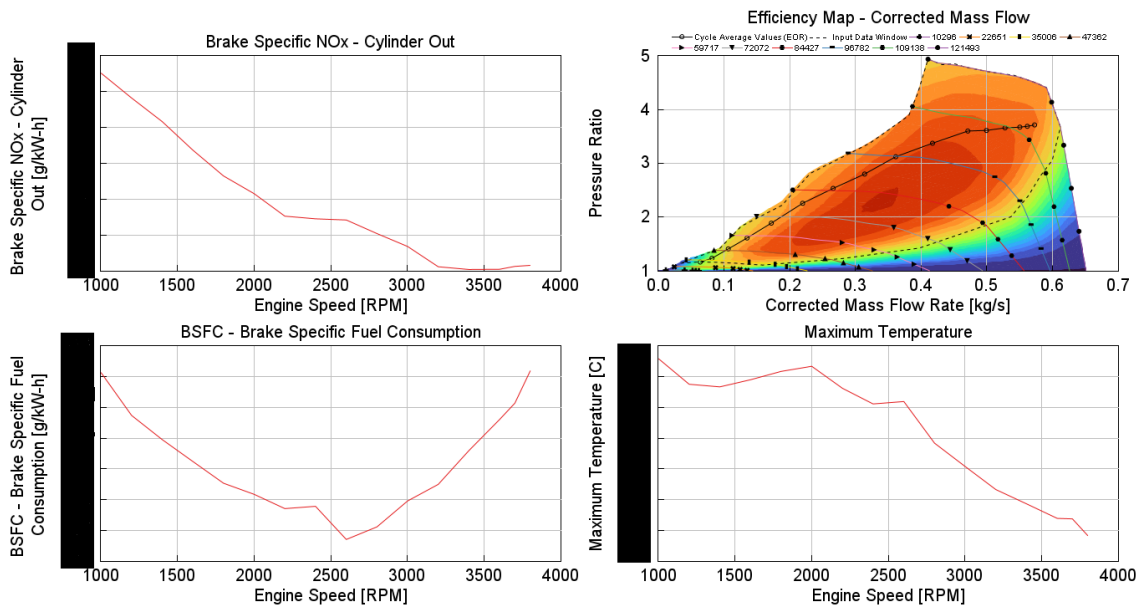 Brake Specific NOx - Cylinder Out
Brake Specific NOx - Cylinder
Out [g/kW-h]
1000 1500 2000 2500 3000 3500 4000
Engine Speed [RPM]
Efficiency Map - Corrected Mass Flow
Cycle Average Values (EOR) Input Data Window 10296 22651 35006 47362
59717 72072 84427 96782 109138 121493
Pressure Ratio
5
4
3
2
1
0.0 0.1 0.2 0.3 0.4 0.5 0.6 0.7
Corrected Mass Flow Rate [kg/s]
BSFC - Brake Specific Fuel Consumption
BSFC - Brake Specific Fuel
Consumption [g/kW-h]
1000 1500 2000 2500 3000 3500 4000
Engine Speed [RPM]
Maximum Temperature
Maximum Temperature [C]
1000 1500 2000 2500 3000 3500 4000
Engine Speed [RPM]